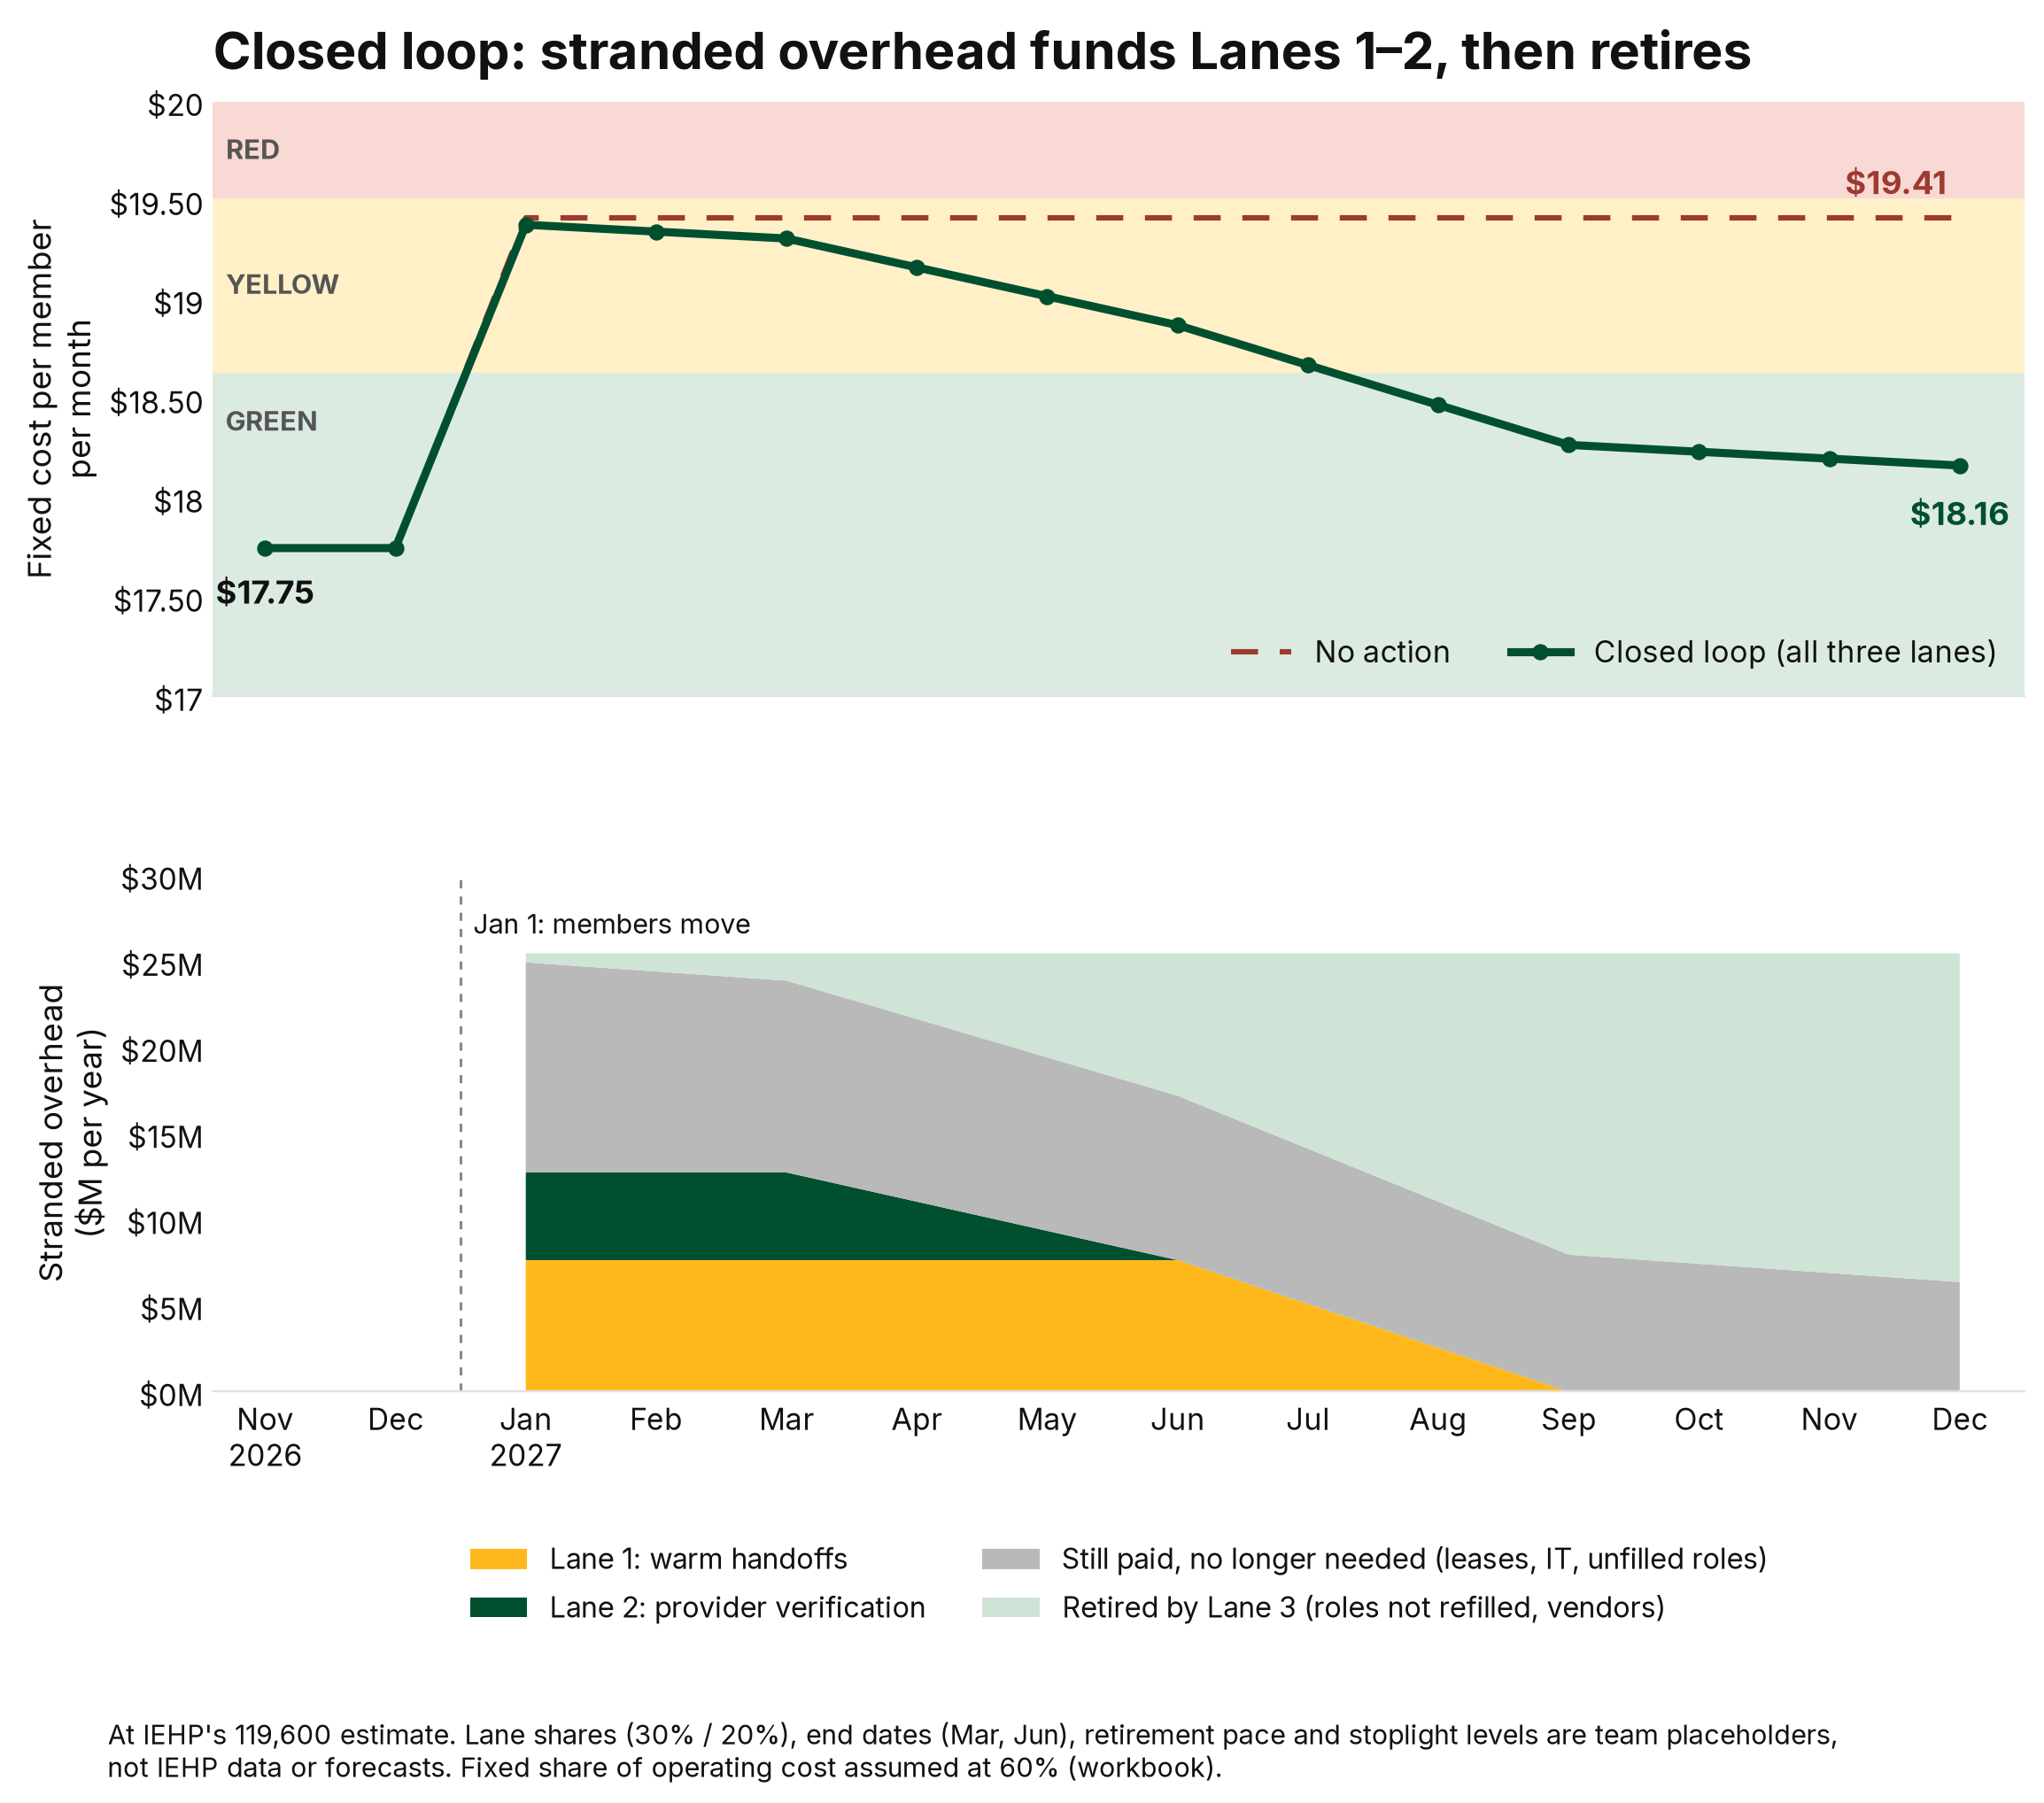 Closed loop: stranded overhead funds Lanes 1–2, then retires
Fixed cost per member
per month
$20
$19.50
$19
$18.50
$18
$17.50
$17
RED
YELLOW
GREEN
$19.41
$18.16
$17.75
No action
Closed loop (all three lanes)
Stranded overhead
($M per year)
$30M
$25M
$20M
$15M
$10M
$5M
$0M
Jan 1: members move
Nov Dec Jan Feb Mar Apr May Jun Jul Aug Sep Oct Nov Dec
2026 2027
Lane 1: warm handoffs
Lane 2: provider verification
Still paid, no longer needed (leases, IT, unfilled roles)
Retired by Lane 3 (roles not refilled, vendors)
At IEHP's 119,600 estimate. Lane shares (30% / 20%), end dates (Mar, Jun), retirement pace and stoplight levels are team placeholders,
not IEHP data or forecasts. Fixed share of operating cost assumed at 60% (workbook).